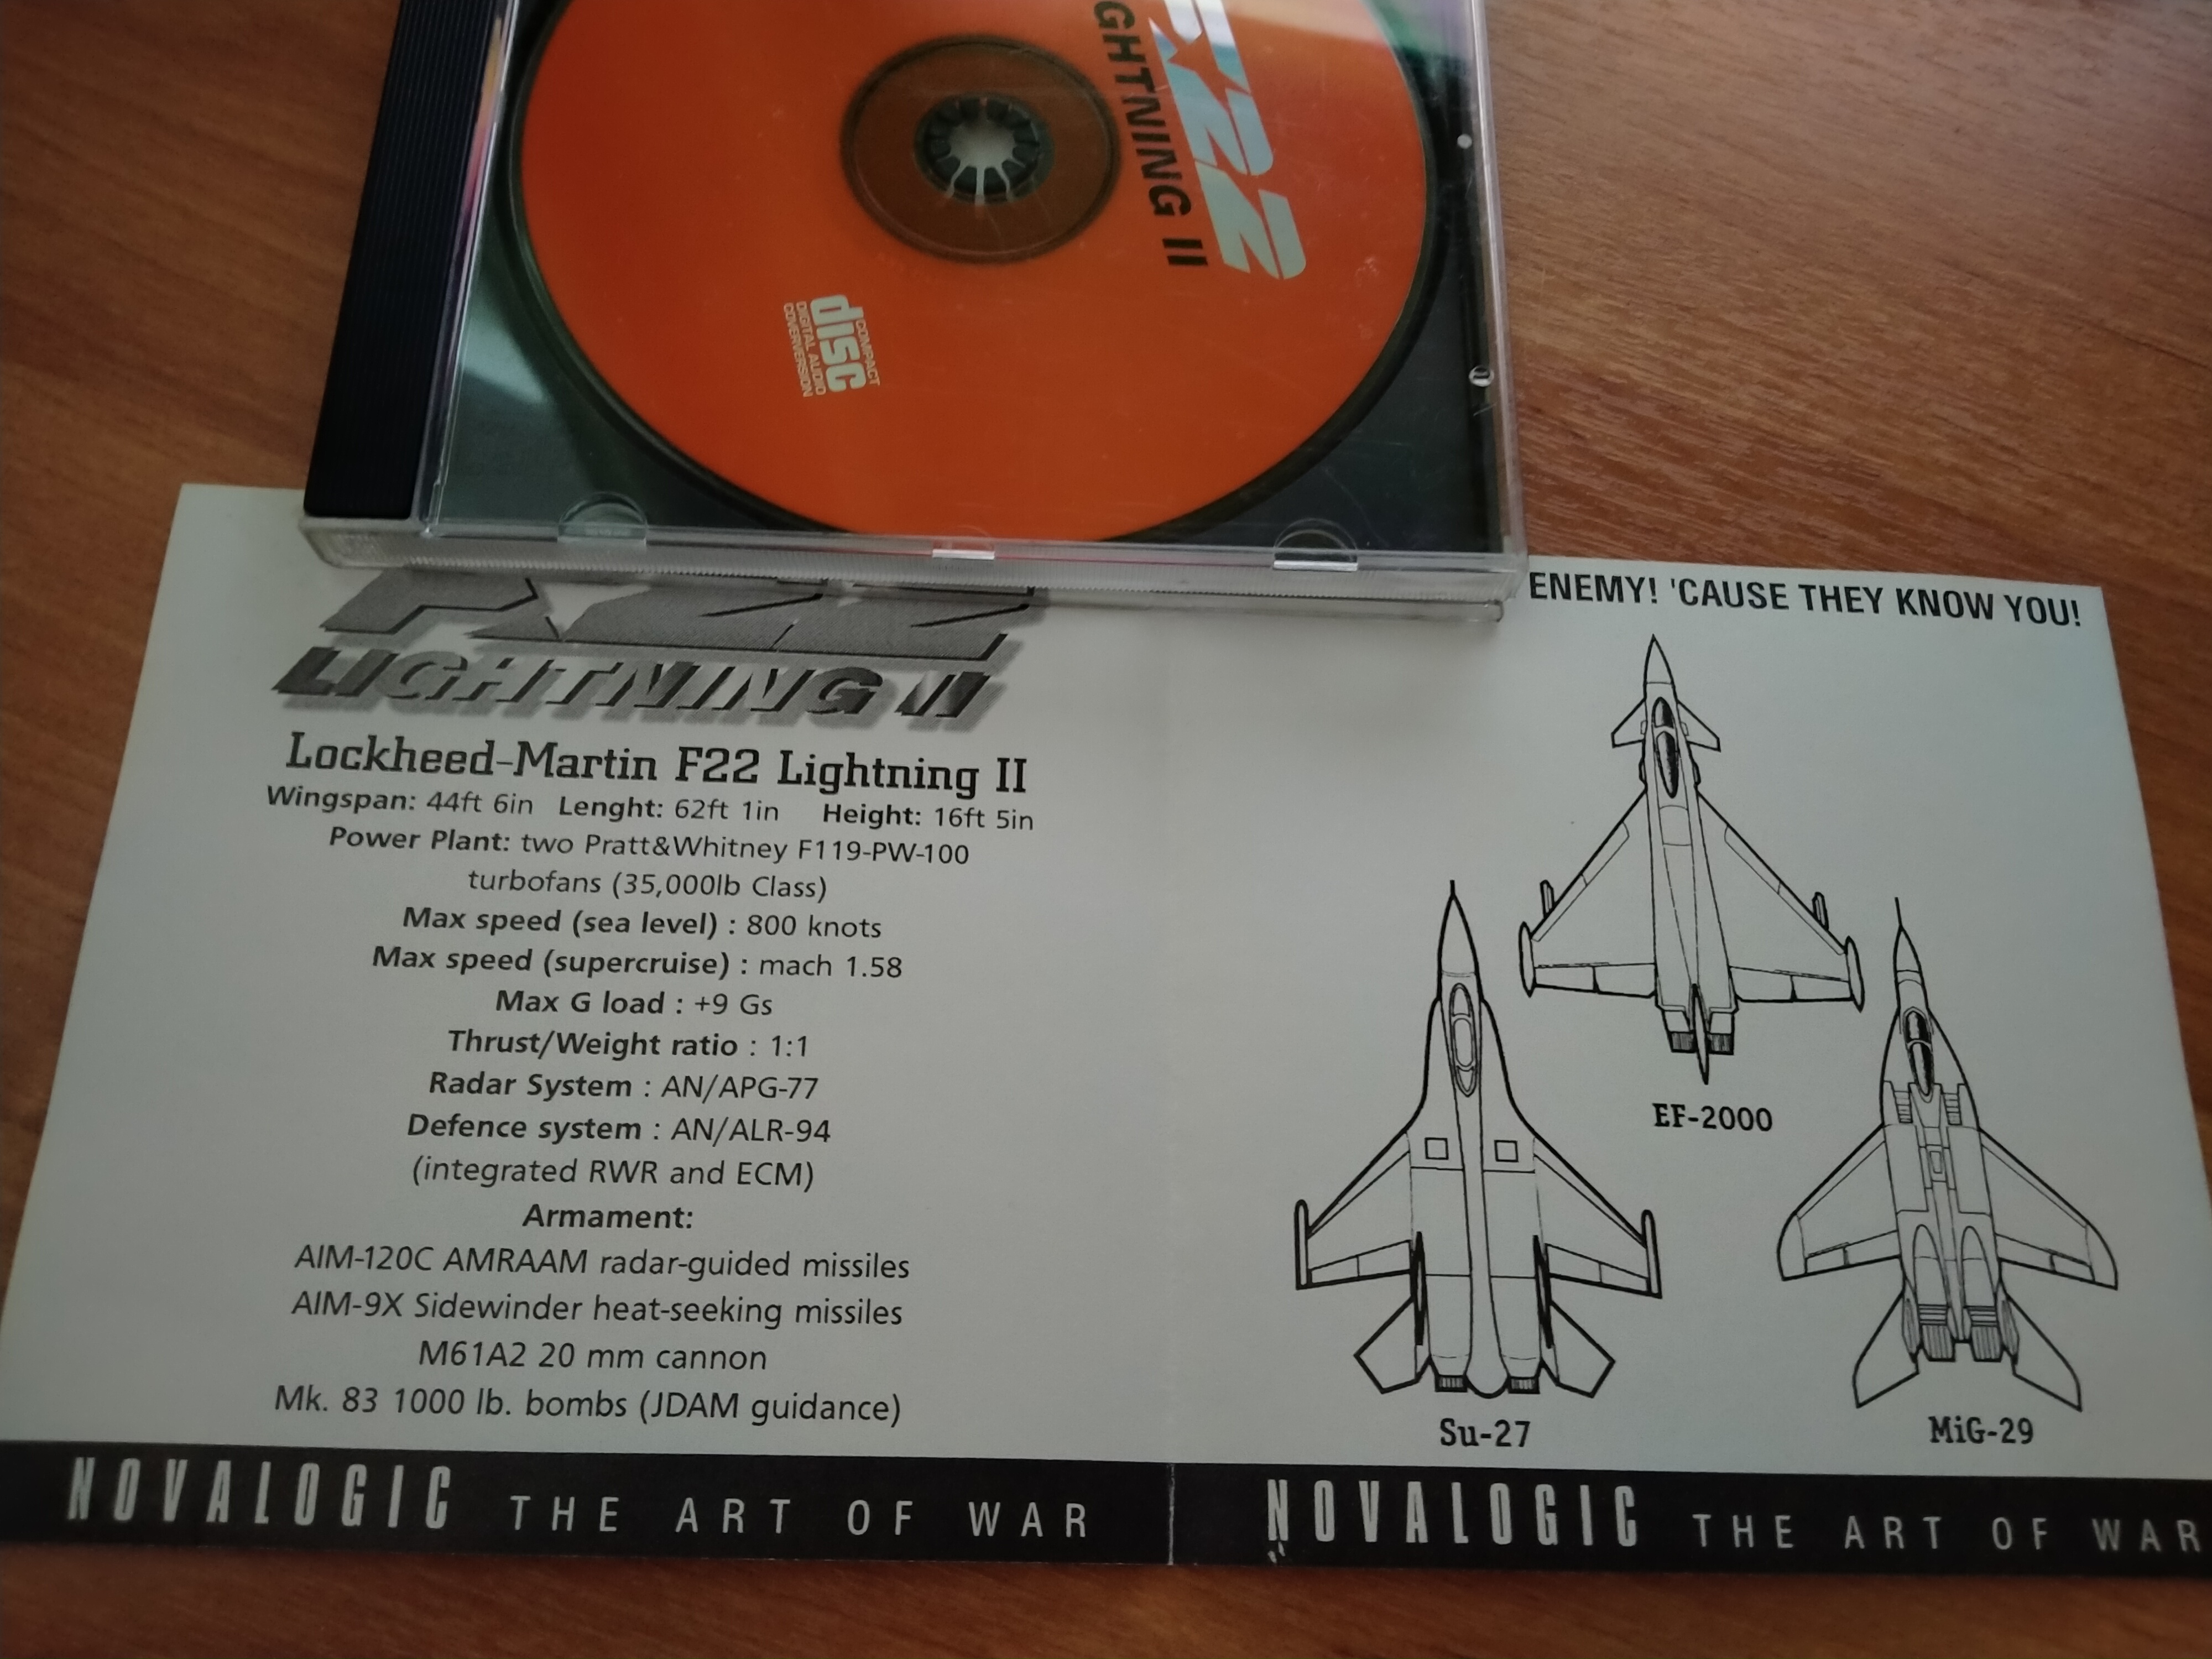 F22
GHTNING II
COMPACT
disc
DIGITAL AUDIO
COVERVERSION
F22
LIGHTNING II
Lockheed-Martin F22 Lightning II
Wingspan: 44ft 6in Lenght: 62ft 1in Height: 16ft 5in
Power Plant: two Pratt&Whitney F119-PW-100
turbofans (35,000lb Class)
Max speed (sea level) : 800 knots
Max speed (supercruise) : mach 1.58
Max G load : +9 Gs
Thrust/Weight ratio : 1:1
Radar System : AN/APG-77
Defence system : AN/ALR-94
(integrated RWR and ECM)
Armament:
AIM-120C AMRAAM radar-guided missiles
AIM-9X Sidewinder heat-seeking missiles
M61A2 20 mm cannon
Mk. 83 1000 lb. bombs (JDAM guidance)
NOVALOGIC THE ART OF WAR
ENEMY! 'CAUSE THEY KNOW YOU!
EF-2000
Su-27
MiG-29
NOVALOGIC THE ART OF WAR